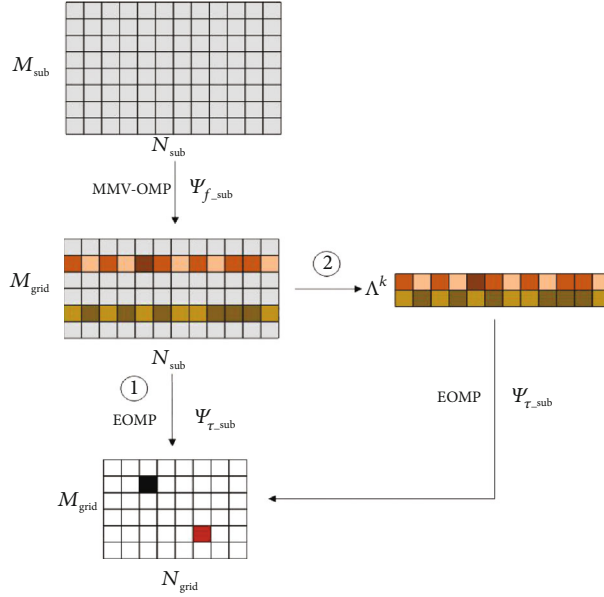 M_sub
N_sub
MMV-OMP Ψ_f_sub
M_grid
②
Λ^k
N_sub
①
EOMP Ψ_τ_sub
EOMP Ψ_τ_sub
M_grid
N_grid